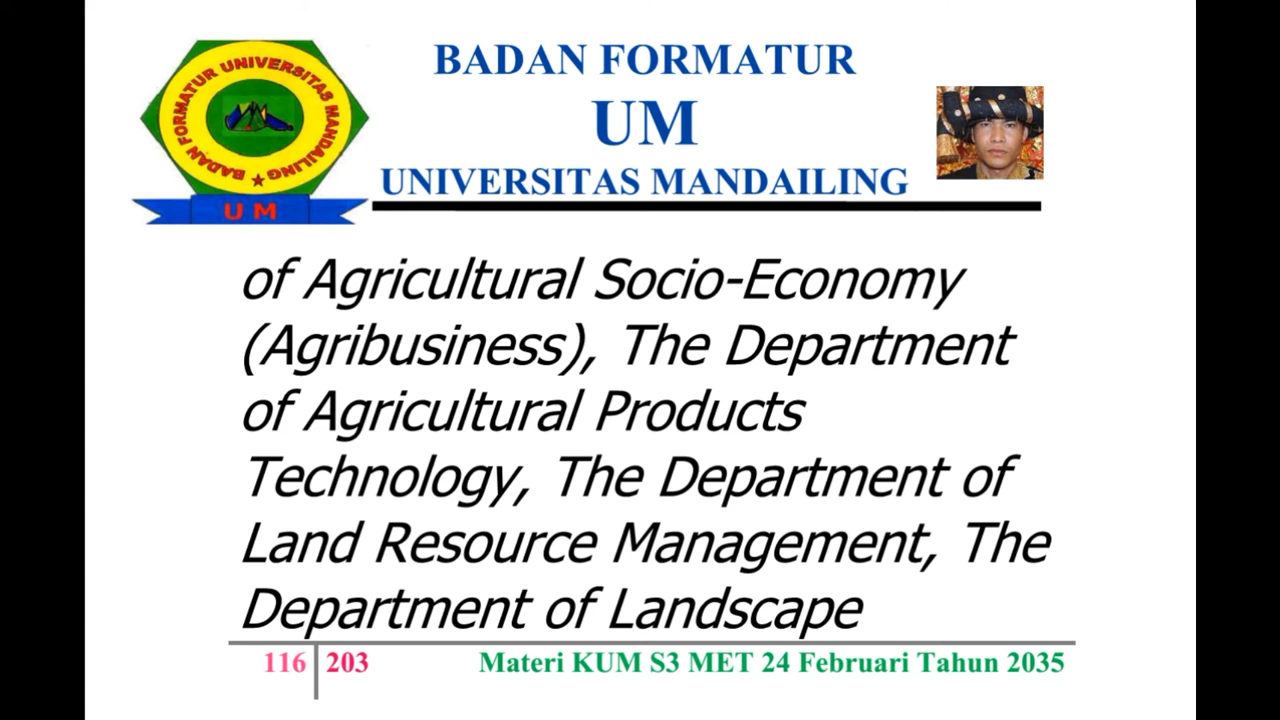 BADAN FORMATUR UNIVERSITAS MANDAILING
U M
BADAN FORMATUR
UM
UNIVERSITAS MANDAILING
of Agricultural Socio-Economy
(Agribusiness), The Department
of Agricultural Products
Technology, The Department of
Land Resource Management, The
Department of Landscape
116 203 Materi KUM S3 MET 24 Februari Tahun 2035